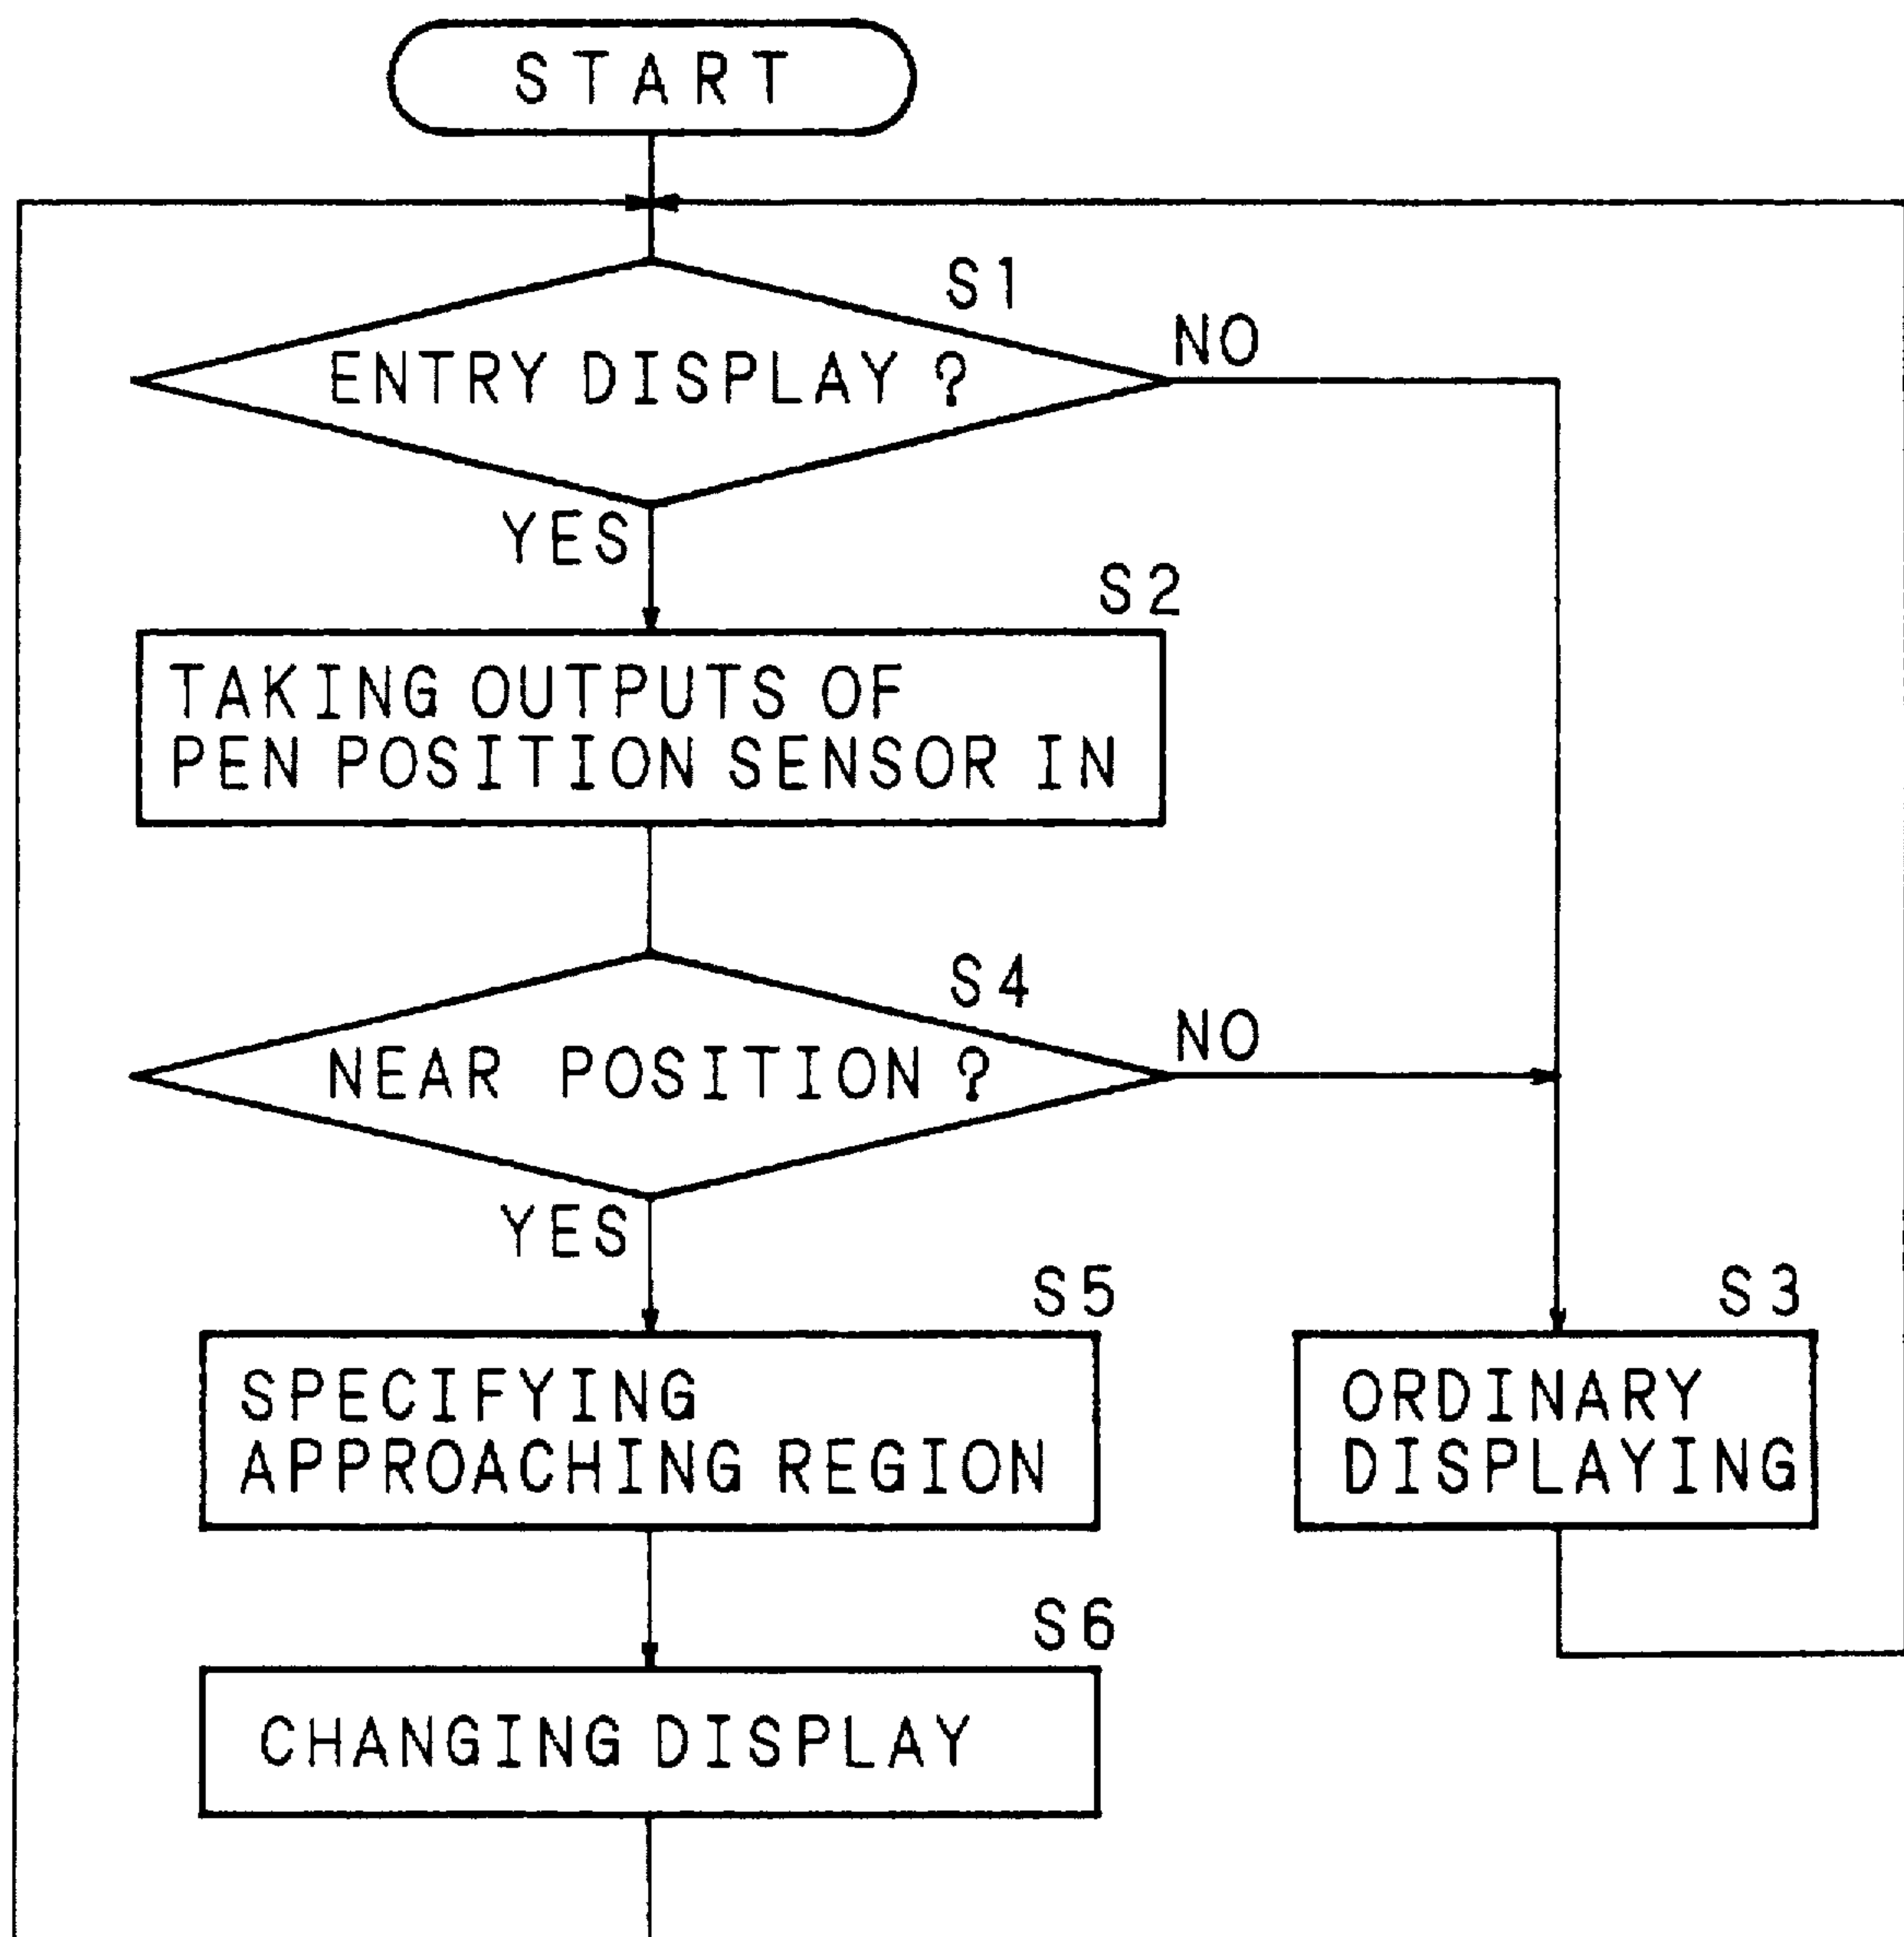 START
S1
ENTRY DISPLAY ?
NO
YES
S2
TAKING OUTPUTS OF
PEN POSITION SENSOR IN
S4
NEAR POSITION ?
NO
YES
S5
SPECIFYING
APPROACHING REGION
S3
ORDINARY
DISPLAYING
S6
CHANGING DISPLAY